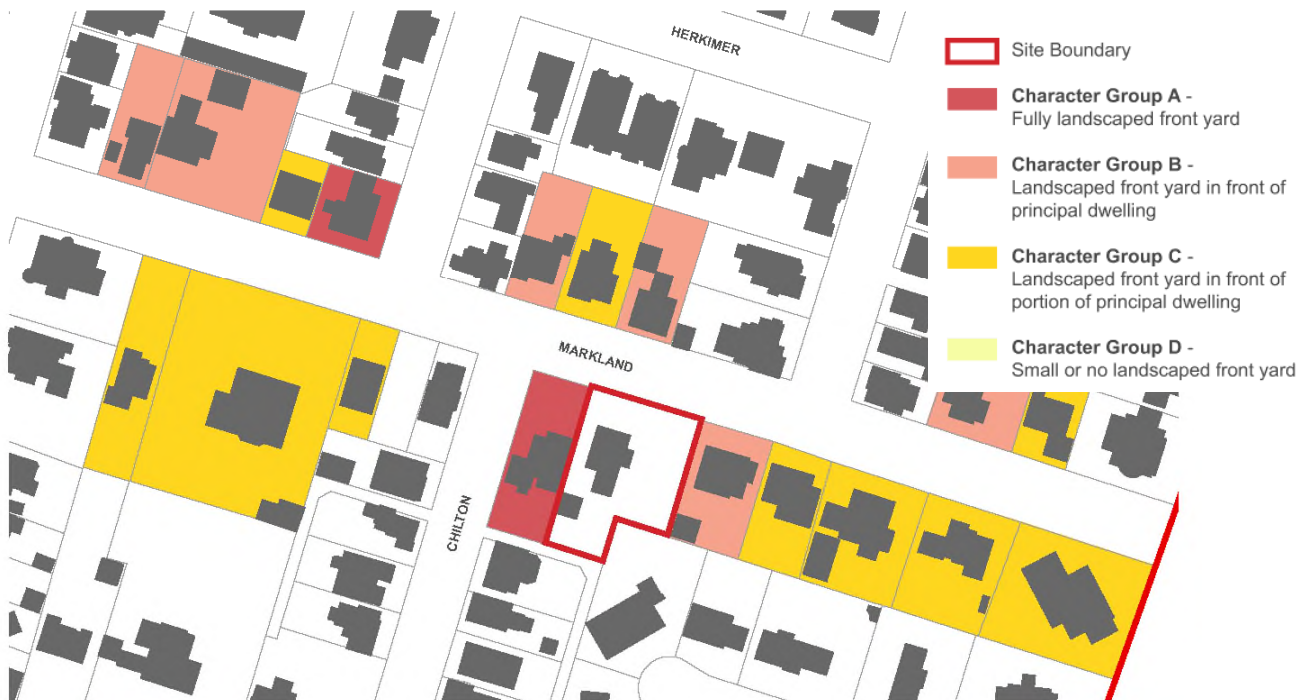 HERKIMER
MARKLAND
CHILTON
Site Boundary
Character Group A -
Fully landscaped front yard
Character Group B -
Landscaped front yard in front of
principal dwelling
Character Group C -
Landscaped front yard in front of
portion of principal dwelling
Character Group D -
Small or no landscaped front yard